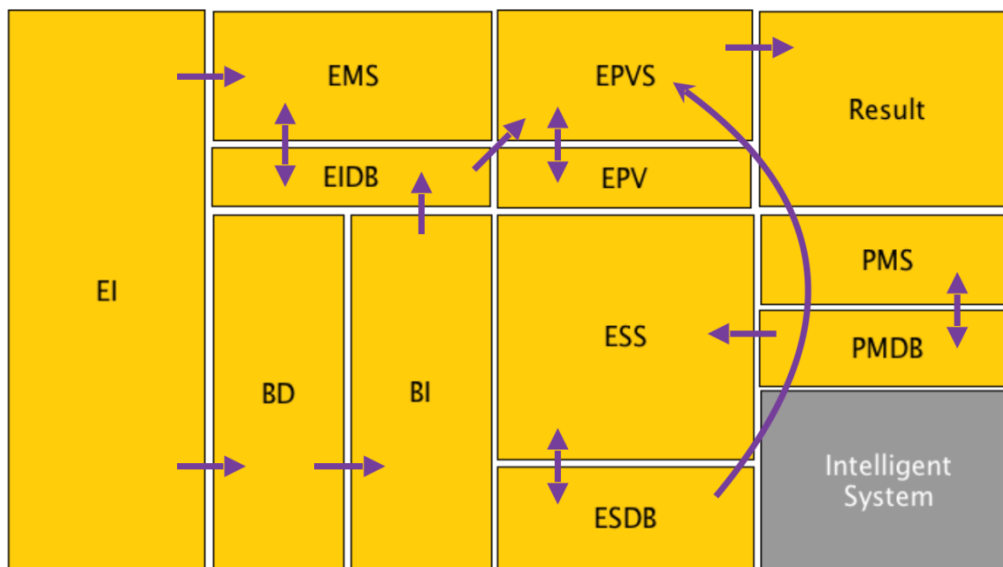 EMS
EPVS
Result
EIDB
EPV
EI
PMS
ESS
PMDB
BD
BI
Intelligent
System
ESDB